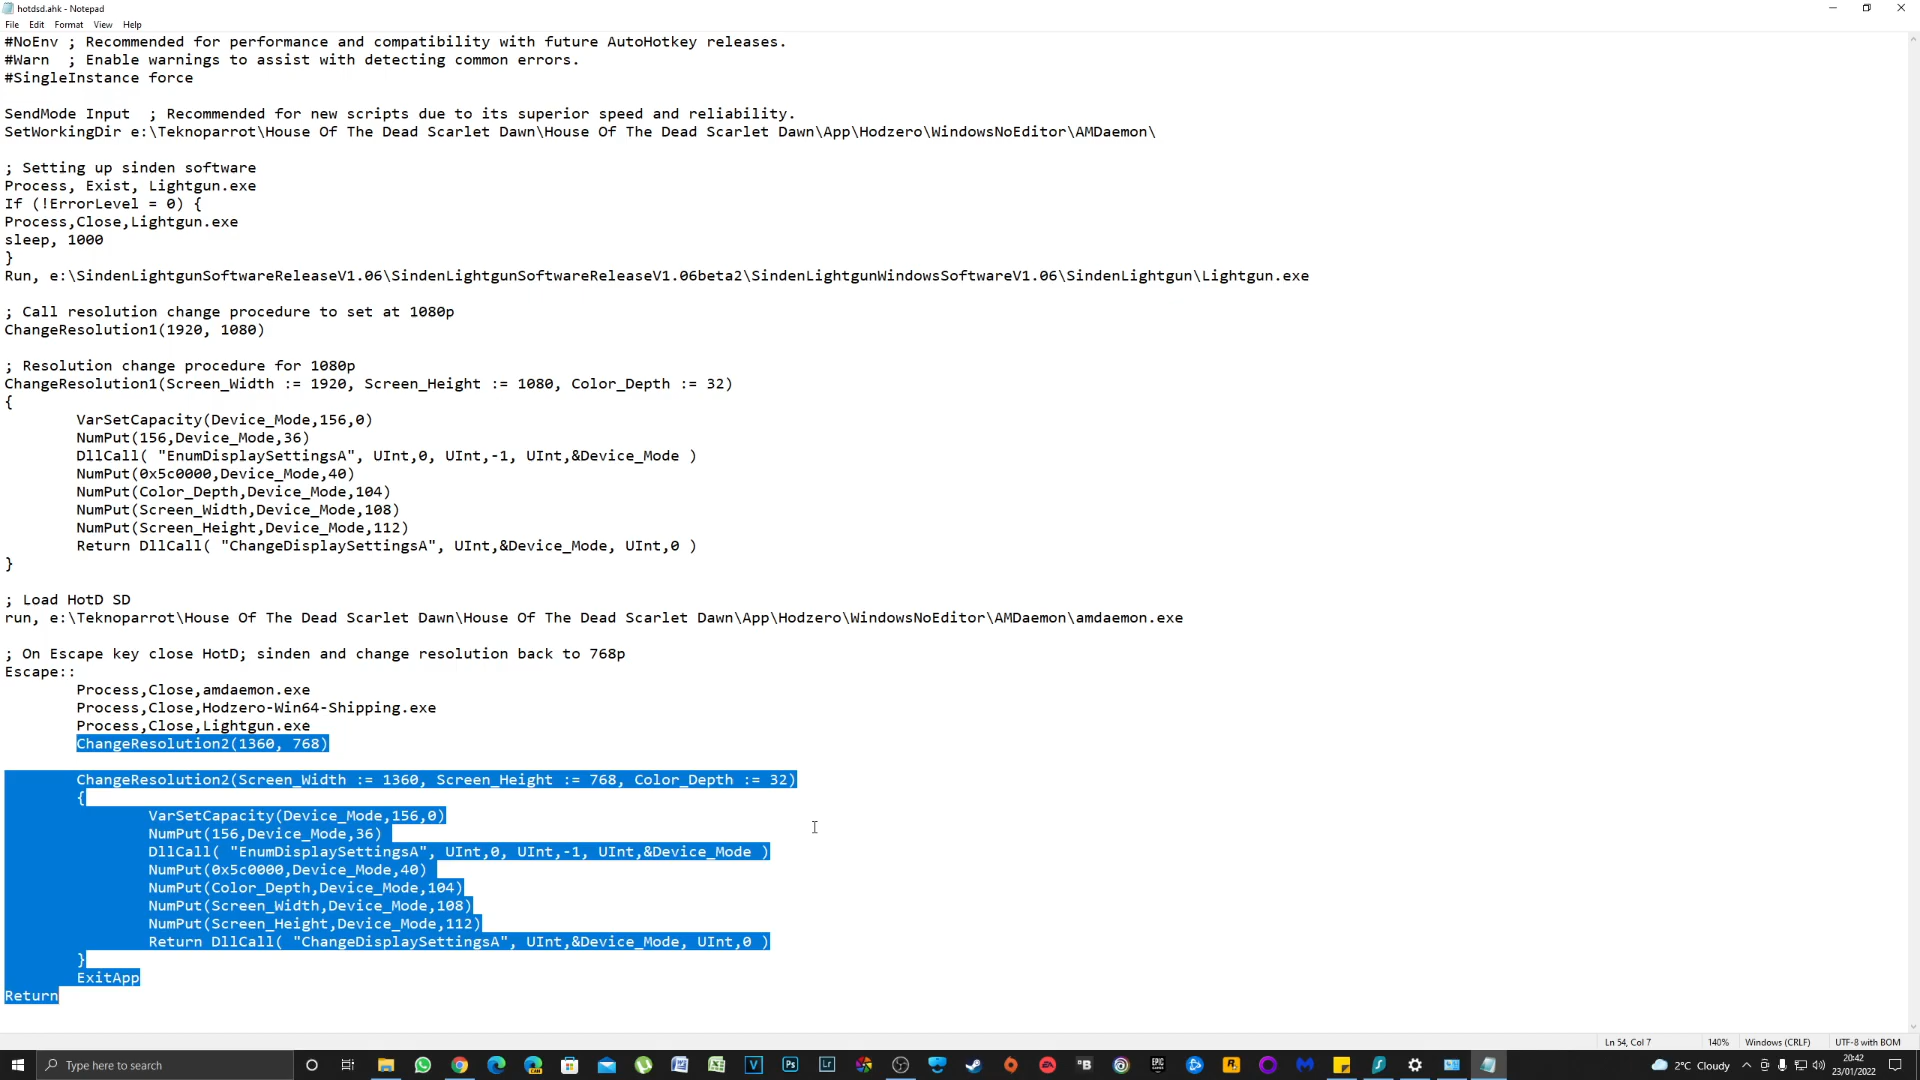 hotdsd.ahk - Notepad
File Edit Format View Help
#NoEnv ; Recommended for performance and compatibility with future AutoHotkey releases.
#Warn  ; Enable warnings to assist with detecting common errors.
#SingleInstance force
SendMode Input  ; Recommended for new scripts due to its superior speed and reliability.
SetWorkingDir e:\Teknoparrot\House Of The Dead Scarlet Dawn\House Of The Dead Scarlet Dawn\App\Hodzero\WindowsNoEditor\AMDaemon\
; Setting up sinden software
Process, Exist, Lightgun.exe
If (!ErrorLevel = 0) {
Process,Close,Lightgun.exe
sleep, 1000
}
Run, e:\SindenLightgunSoftwareReleaseV1.06\SindenLightgunSoftwareReleaseV1.06beta2\SindenLightgunWindowsSoftwareV1.06\SindenLightgun\Lightgun.exe
; Call resolution change procedure to set at 1080p
ChangeResolution1(1920, 1080)
; Resolution change procedure for 1080p
ChangeResolution1(Screen_Width := 1920, Screen_Height := 1080, Color_Depth := 32)
{
VarSetCapacity(Device_Mode,156,0)
NumPut(156,Device_Mode,36)
DllCall( "EnumDisplaySettingsA", UInt,0, UInt,-1, UInt,&Device_Mode )
NumPut(0x5c0000,Device_Mode,40)
NumPut(Color_Depth,Device_Mode,104)
NumPut(Screen_Width,Device_Mode,108)
NumPut(Screen_Height,Device_Mode,112)
Return DllCall( "ChangeDisplaySettingsA", UInt,&Device_Mode, UInt,0 )
}
; Load HotD SD
run, e:\Teknoparrot\House Of The Dead Scarlet Dawn\House Of The Dead Scarlet Dawn\App\Hodzero\WindowsNoEditor\AMDaemon\amdaemon.exe
; On Escape key close HotD; sinden and change resolution back to 768p
Escape::
Process,Close,amdaemon.exe
Process,Close,Hodzero-Win64-Shipping.exe
Process,Close,Lightgun.exe
ChangeResolution2(1360, 768)
ChangeResolution2(Screen_Width := 1360, Screen_Height := 768, Color_Depth := 32)
{
VarSetCapacity(Device_Mode,156,0)
NumPut(156,Device_Mode,36)
DllCall( "EnumDisplaySettingsA", UInt,0, UInt,-1, UInt,&Device_Mode )
NumPut(0x5c0000,Device_Mode,40)
NumPut(Color_Depth,Device_Mode,104)
NumPut(Screen_Width,Device_Mode,108)
NumPut(Screen_Height,Device_Mode,112)
Return DllCall( "ChangeDisplaySettingsA", UInt,&Device_Mode, UInt,0 )
}
ExitApp
Return
Ln 54, Col 7 140% Windows (CRLF) UTF-8 with BOM
Type here to search
2°C Cloudy
20:42
23/01/2022